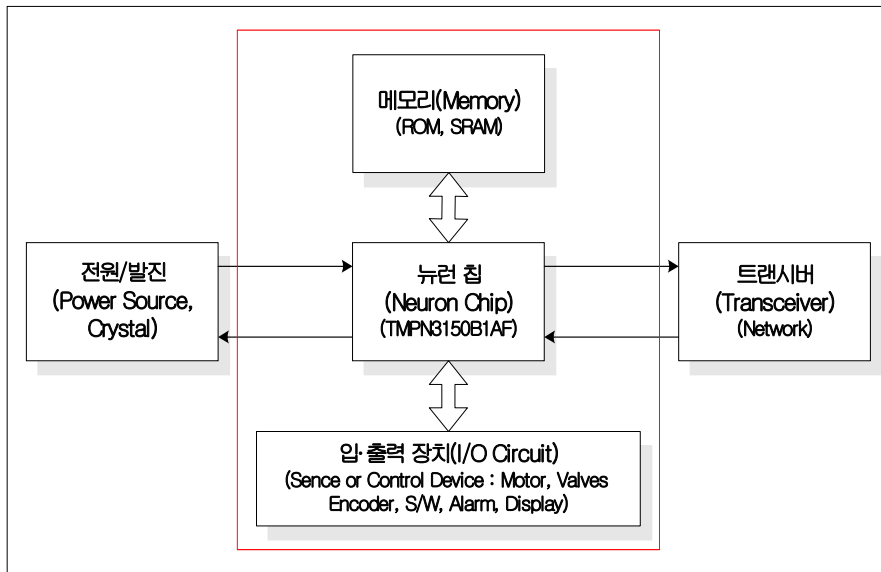 메모리(Memory)
(ROM, SRAM)
전원/발진
(Power Source,
Crystal)
뉴런 칩
(Neuron Chip)
(TMPN3150B1AF)
트랜시버
(Transceiver)
(Network)
입·출력 장치(I/O Circuit)
(Sence or Control Device : Motor, Valves
Encoder, S/W, Alarm, Display)